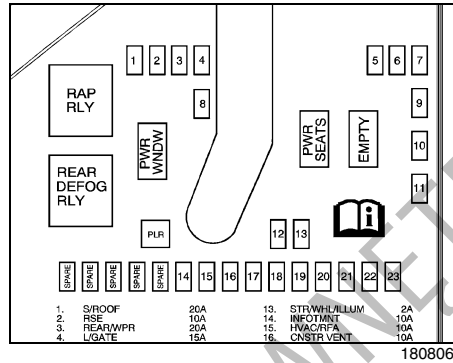 1 2 3 4 5 6 7
RAP
RLY
8 9
PWR
WNDW
PWR
SEATS
EMPTY
10
REAR
DEFOG
RLY
11
PLR
12 13
SPARE SPARE SPARE SPARE SPARE 14 15 16 17 18 19 20 21 22 23
1. S/ROOF 20A 13. STR/WHL/ILLUM 2A
2. RSE 10A 14. INFOTMNT 10A
3. REAR/WPR 20A 15. HVAC/RFA 10A
4. L/GATE 15A 16. CNSTR VENT 10A
180806